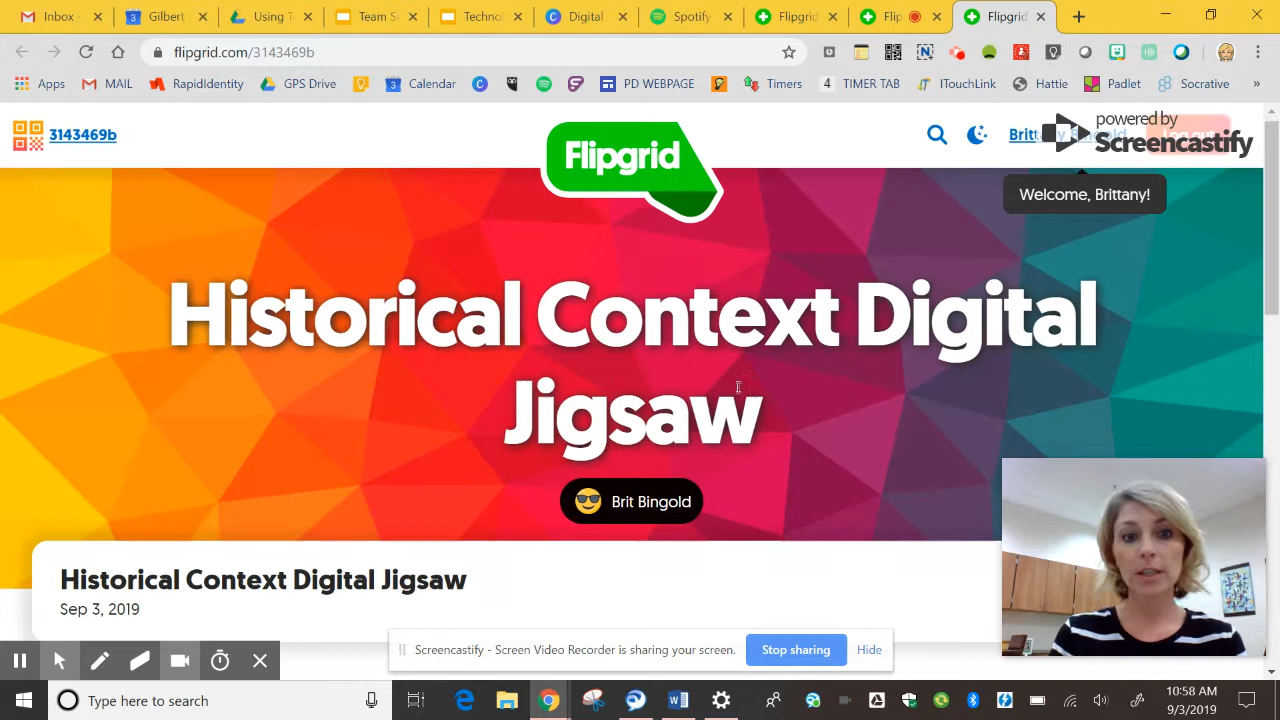 Inbox
Gilbert
Using T
Team S
Techno
Digital
Spotify
Flipgrid
Flip
Flipgrid
flipgrid.com/3143469b
Apps
MAIL
RapidIdentity
GPS Drive
3
Calendar
PD WEBPAGE
Timers
4 TIMER TAB
ITouchLink
Hattie
Padlet
Socrative
»
3143469b
Flipgrid
powered by
Screencastify
Welcome, Brittany!
Historical Context Digital
Jigsaw
Brit Bingold
Historical Context Digital Jigsaw
Sep 3, 2019
Screencastify - Screen Video Recorder is sharing your screen.
Stop sharing
Hide
Type here to search
10:58 AM
9/3/2019